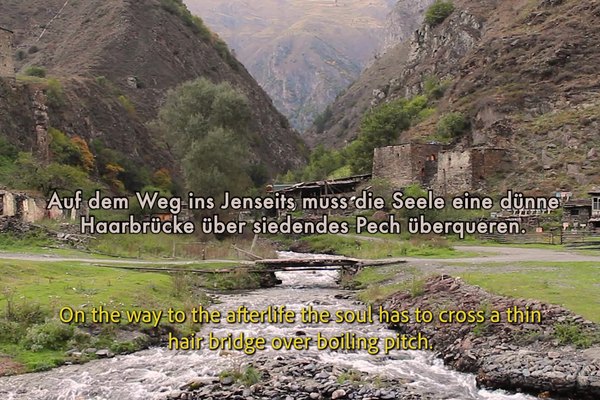 Auf dem Weg ins Jenseits muss die Seele eine dünne
Haarbrücke über siedendes Pech überqueren.
On the way to the afterlife the soul has to cross a thin
hair bridge over boiling pitch.